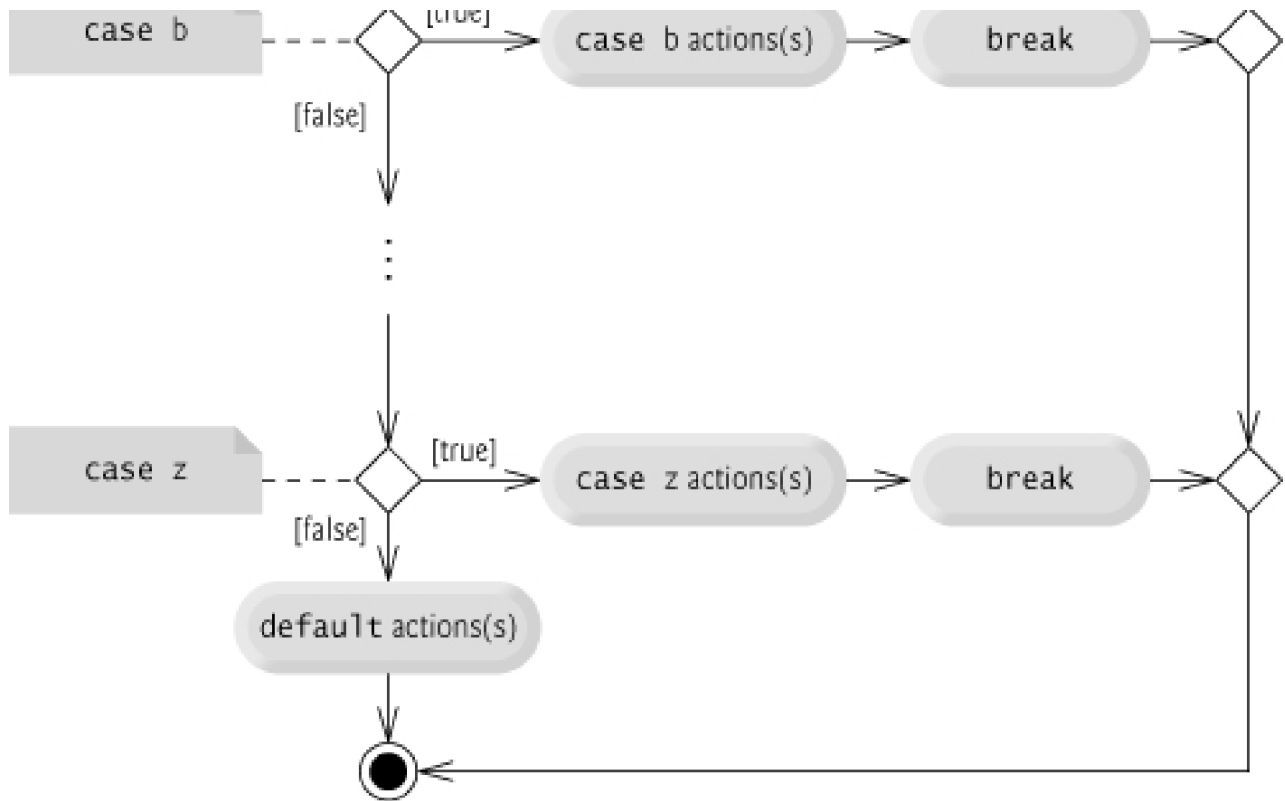 case b
[true]
case b actions(s)
break
[false]
case z
[true]
case z actions(s)
break
[false]
default actions(s)